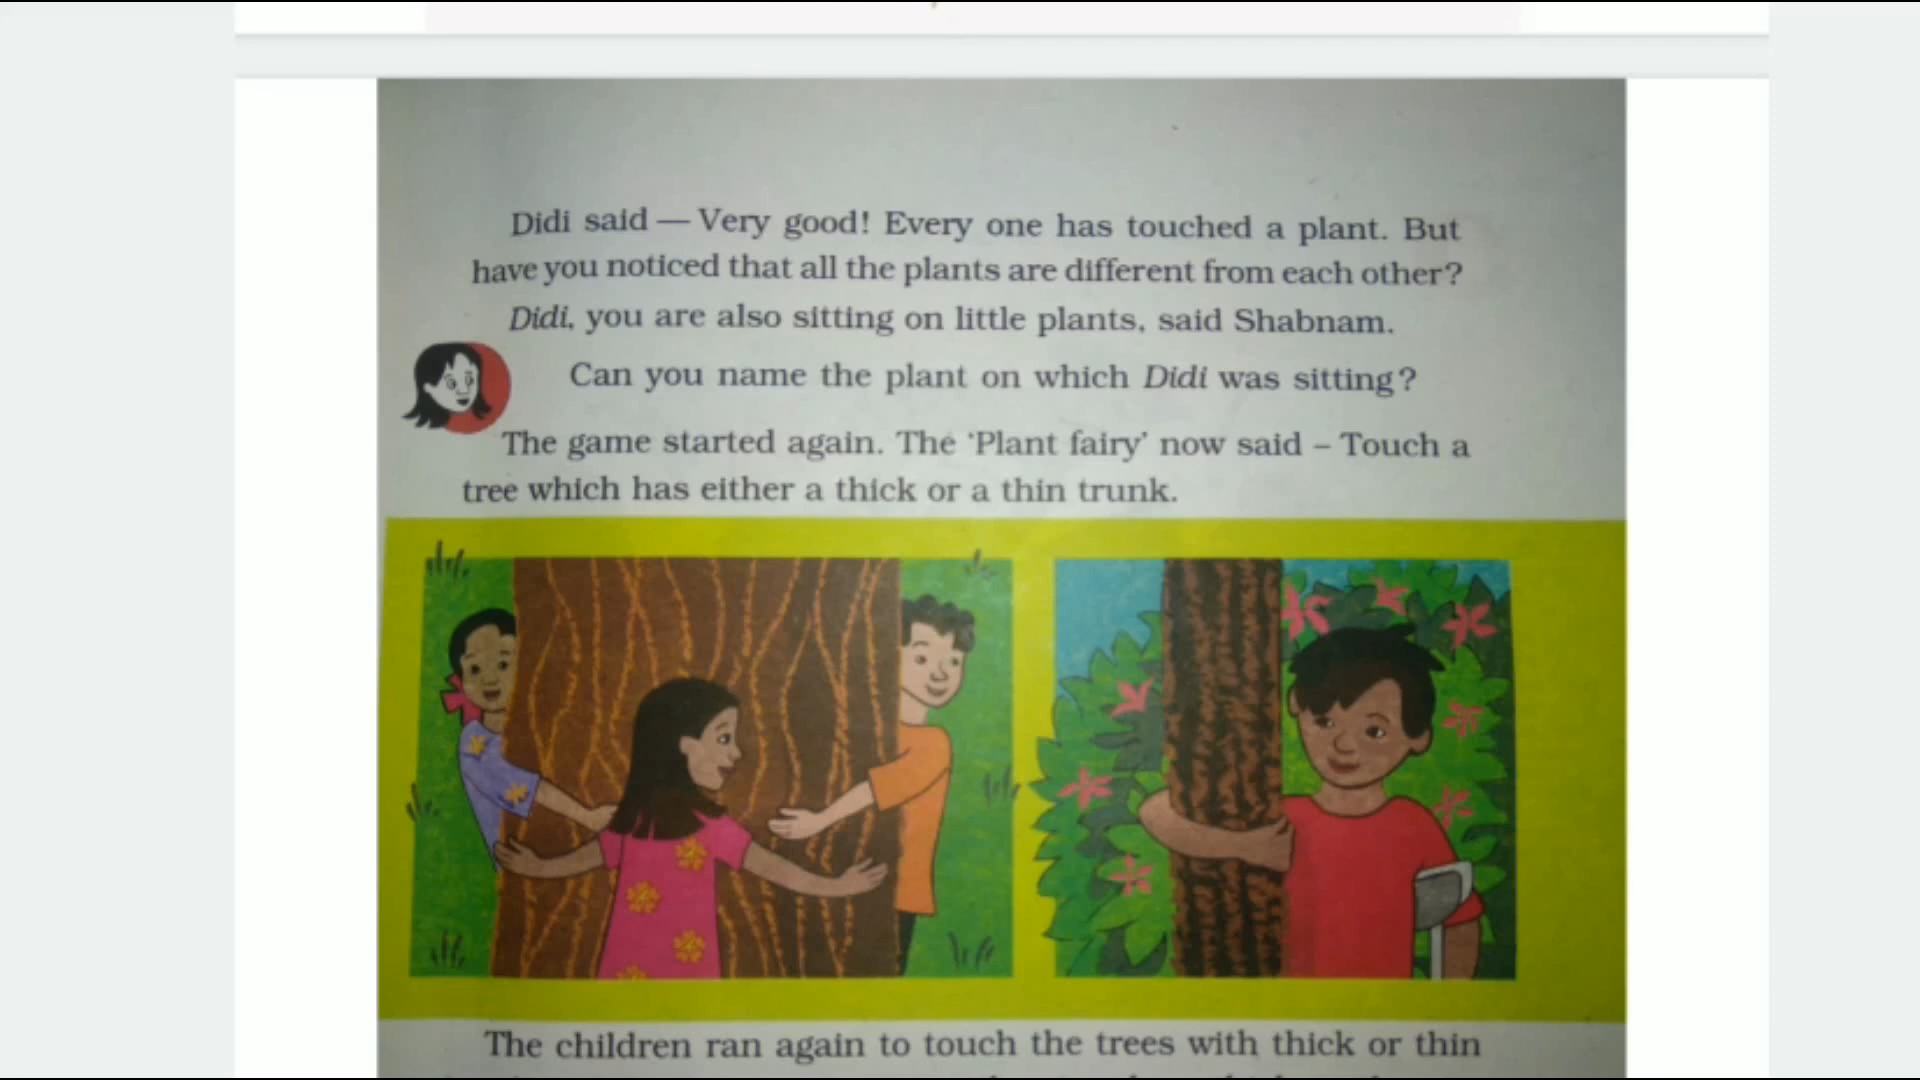 Didi said — Very good! Every one has touched a plant. But
have you noticed that all the plants are different from each other?
Didi, you are also sitting on little plants, said Shabnam.
Can you name the plant on which Didi was sitting?
The game started again. The ‘Plant fairy’ now said – Touch a
tree which has either a thick or a thin trunk.
The children ran again to touch the trees with thick or thin